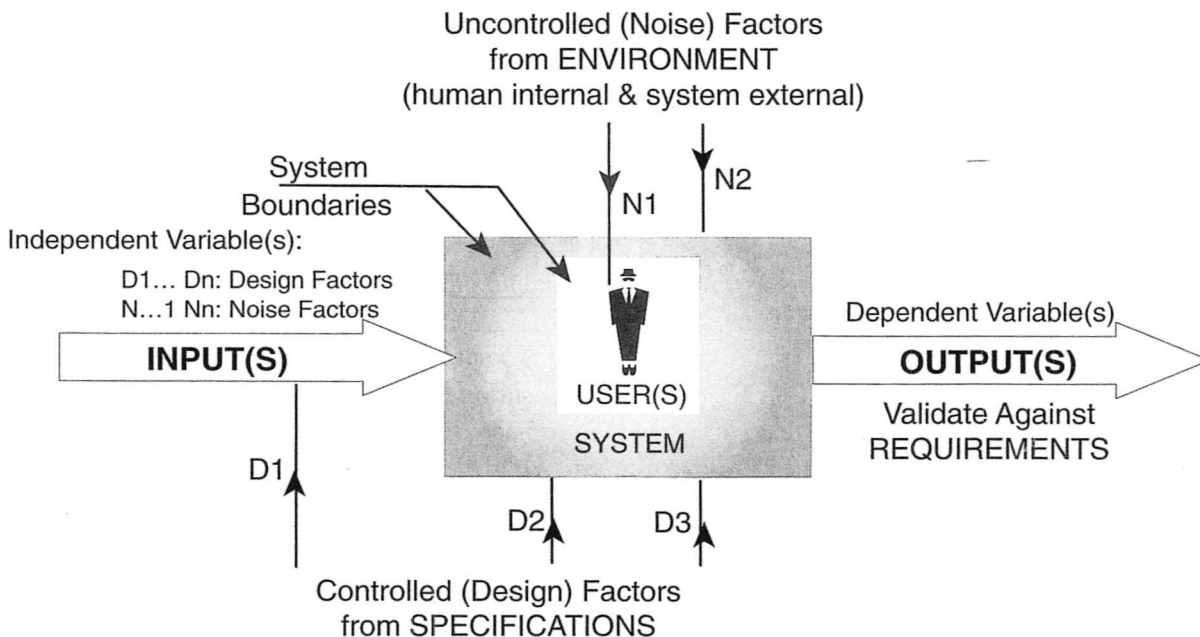 Uncontrolled (Noise) Factors
from ENVIRONMENT
(human internal & system external)
System
Boundaries
N1
N2
Independent Variable(s):
D1... Dn: Design Factors
N...1 Nn: Noise Factors
INPUT(S)
USER(S)
SYSTEM
Dependent Variable(s)
OUTPUT(S)
Validate Against
REQUIREMENTS
D1
D2
D3
Controlled (Design) Factors
from SPECIFICATIONS